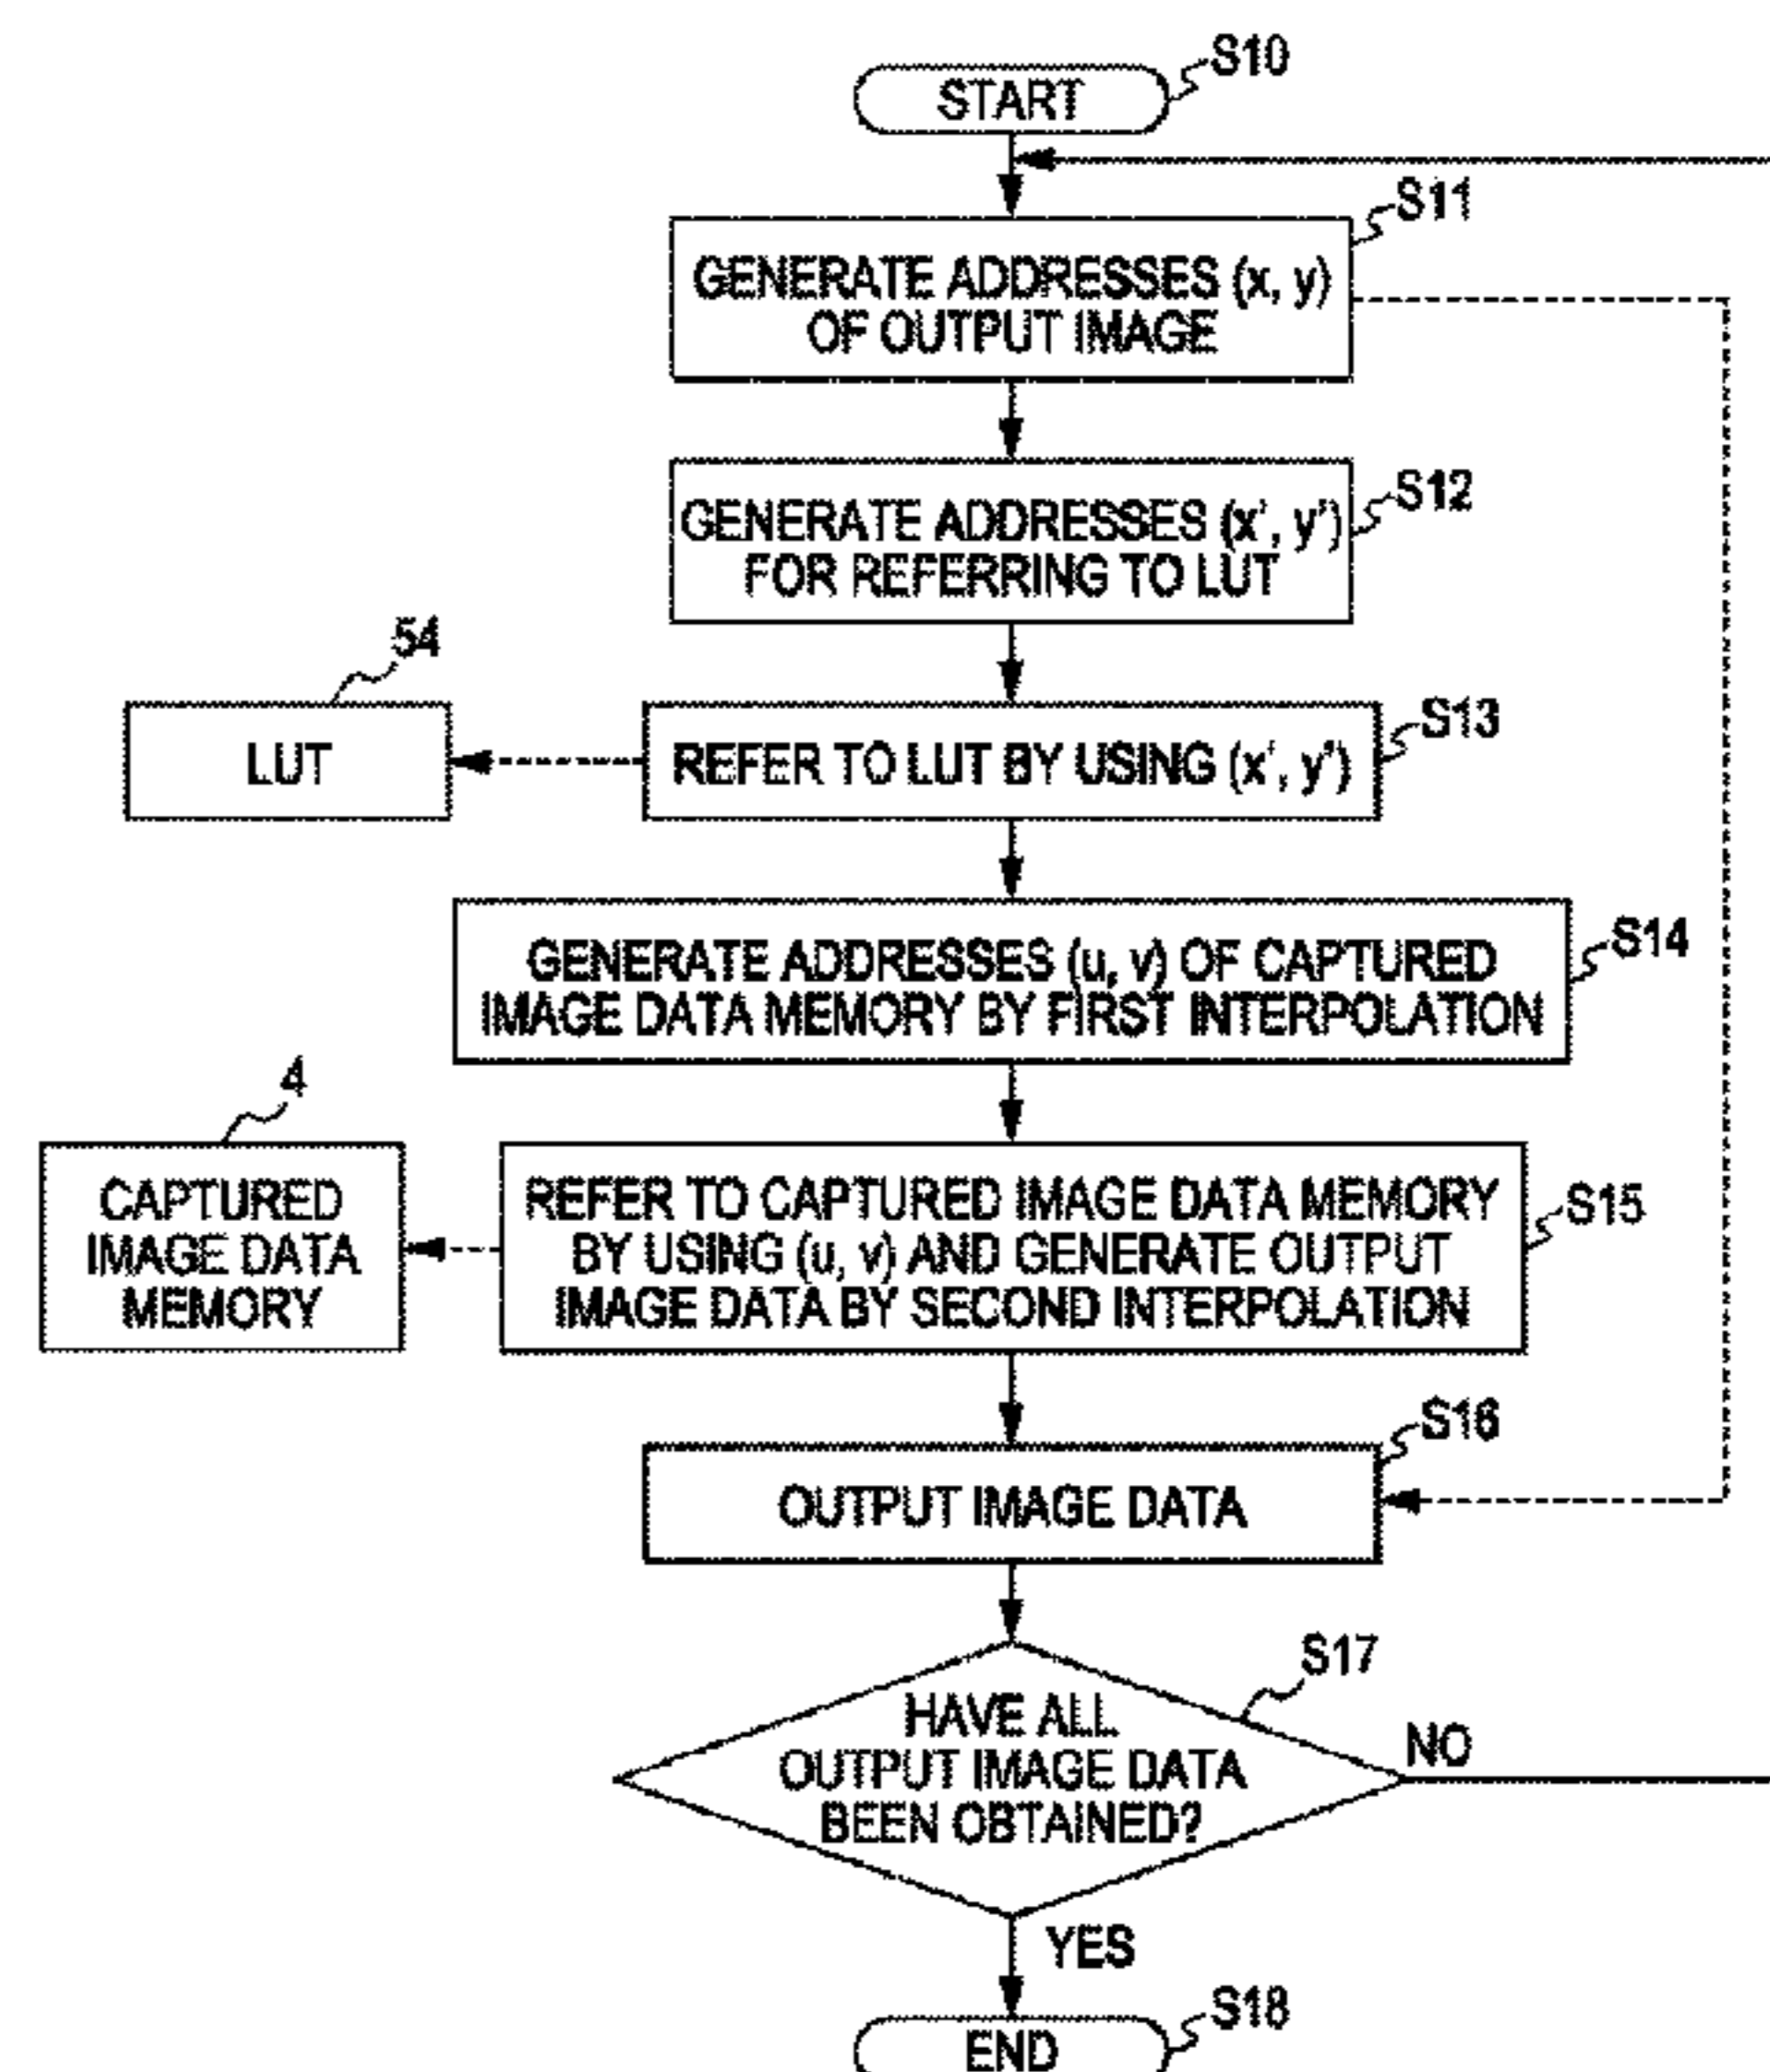 START
S10
S11
GENERATE ADDRESSES (x, y)
OF OUTPUT IMAGE
S12
GENERATE ADDRESSES (x', y')
FOR REFERRING TO LUT
54
LUT
S13
REFER TO LUT BY USING (x', y')
S14
GENERATE ADDRESSES (u, v) OF CAPTURED
IMAGE DATA MEMORY BY FIRST INTERPOLATION
4
CAPTURED
IMAGE DATA
MEMORY
S15
REFER TO CAPTURED IMAGE DATA MEMORY
BY USING (u, v) AND GENERATE OUTPUT
IMAGE DATA BY SECOND INTERPOLATION
S16
OUTPUT IMAGE DATA
S17
HAVE ALL
OUTPUT IMAGE DATA
BEEN OBTAINED?
NO
YES
S18
END